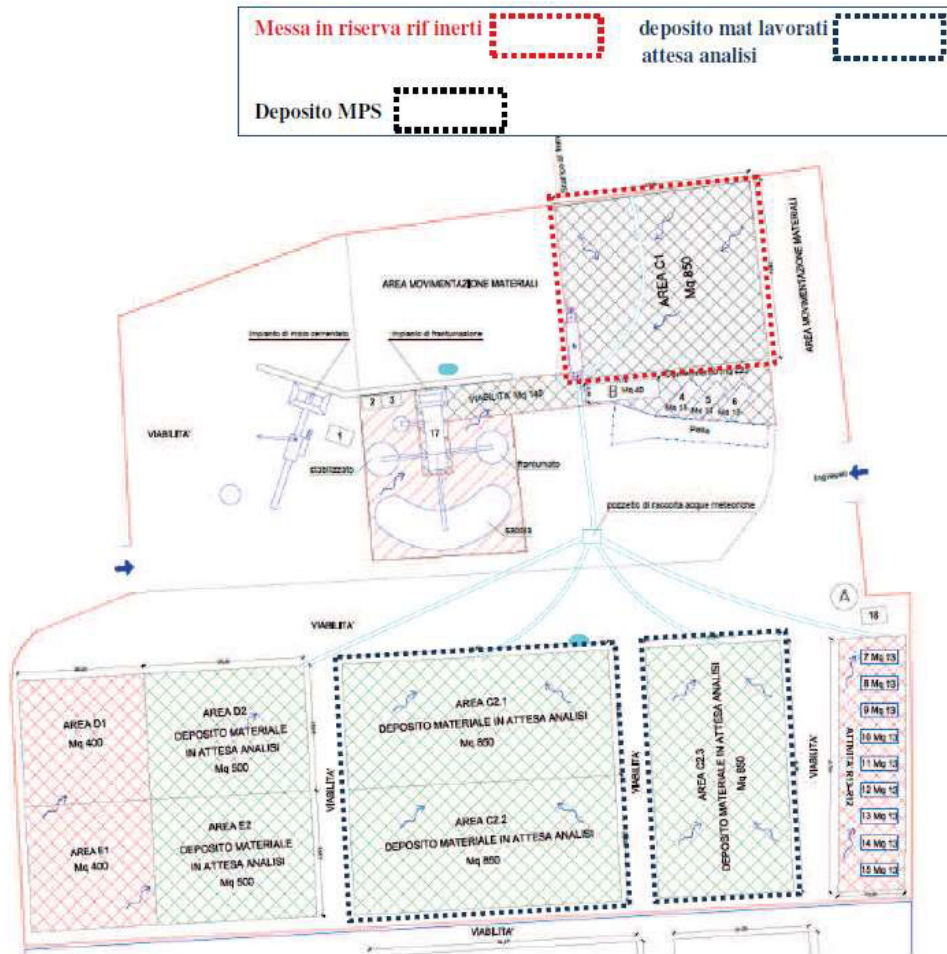 Messa in riserva rif inerti
deposito mat lavorati
attesa analisi
Deposito MPS
AREA C1
Mq 850
AREA MOVIMENTAZIONE MATERIALI
AREA MOVIMENTAZIONE MATERIALI
impianto di frantumazione
VIABILITA' Mq 140
Mq 40
2 3
4
5
6
VIABILITA'
1
17
stabilizzato
frantumato
sabbia
pozzetto di raccolta acque meteoriche
A
VIABILITA'
AREA D1
Mq 400
AREA D2
DEPOSITO MATERIALE
IN ATTESA ANALISI
Mq 500
AREA E1
Mq 400
AREA E2
DEPOSITO MATERIALE
IN ATTESA ANALISI
Mq 500
VIABILITA'
AREA C2.1
DEPOSITO MATERIALE IN ATTESA ANALISI
Mq 850
AREA C2.2
DEPOSITO MATERIALE IN ATTESA ANALISI
Mq 850
VIABILITA'
AREA C2.3
DEPOSITO MATERIALE IN ATTESA ANALISI
Mq 850
VIABILITA'
ATTIVITA' R13-R12
7 Mq 13
8 Mq 13
9 Mq 13
10 Mq 13
11 Mq 13
12 Mq 13
13 Mq 13
14 Mq 13
15 Mq 13
VIABILITA'